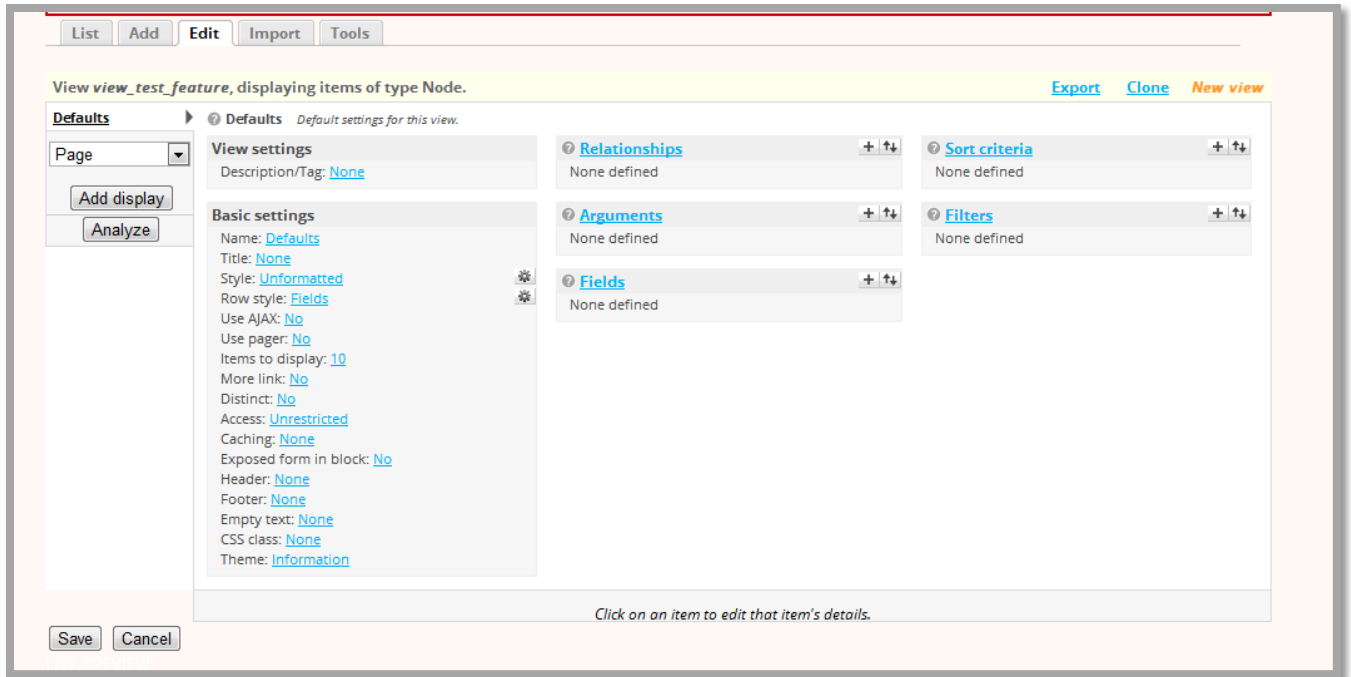 List Add Edit Import Tools
View view_test_feature, displaying items of type Node.
Export Clone New view
Defaults
Page
Add display
Analyze
Defaults Default settings for this view.
View settings
Description/Tag: None
Basic settings
Name: Defaults
Title: None
Style: Unformatted
Row style: Fields
Use AJAX: No
Use pager: No
Items to display: 10
More link: No
Distinct: No
Access: Unrestricted
Caching: None
Exposed form in block: No
Header: None
Footer: None
Empty text: None
CSS class: None
Theme: Information
Relationships
None defined
Arguments
None defined
Fields
None defined
Sort criteria
None defined
Filters
None defined
Click on an item to edit that item's details.
Save Cancel